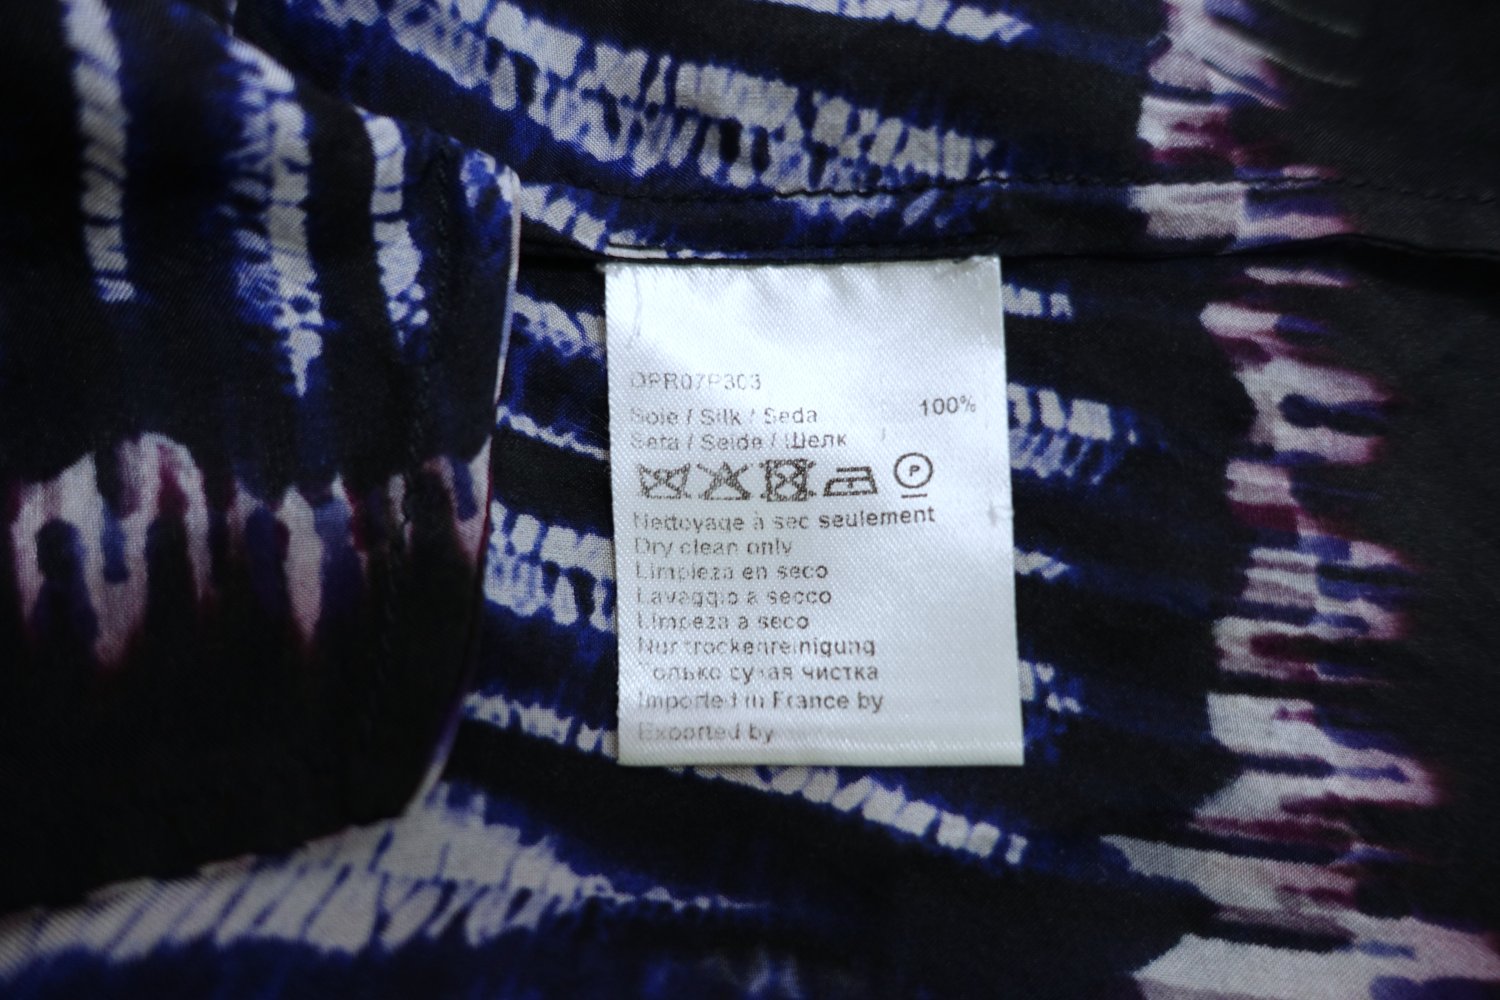 Soie / Silk / Seda
100%
Seta / Seide / Шелк
P
Nettoyage à sec seulement
Dry clean only
Limpieza en seco
Lavaggio a secco
Limpeza a seco
Nur trockenreinigung
Только сухая чистка
Imported in France by
Exported by